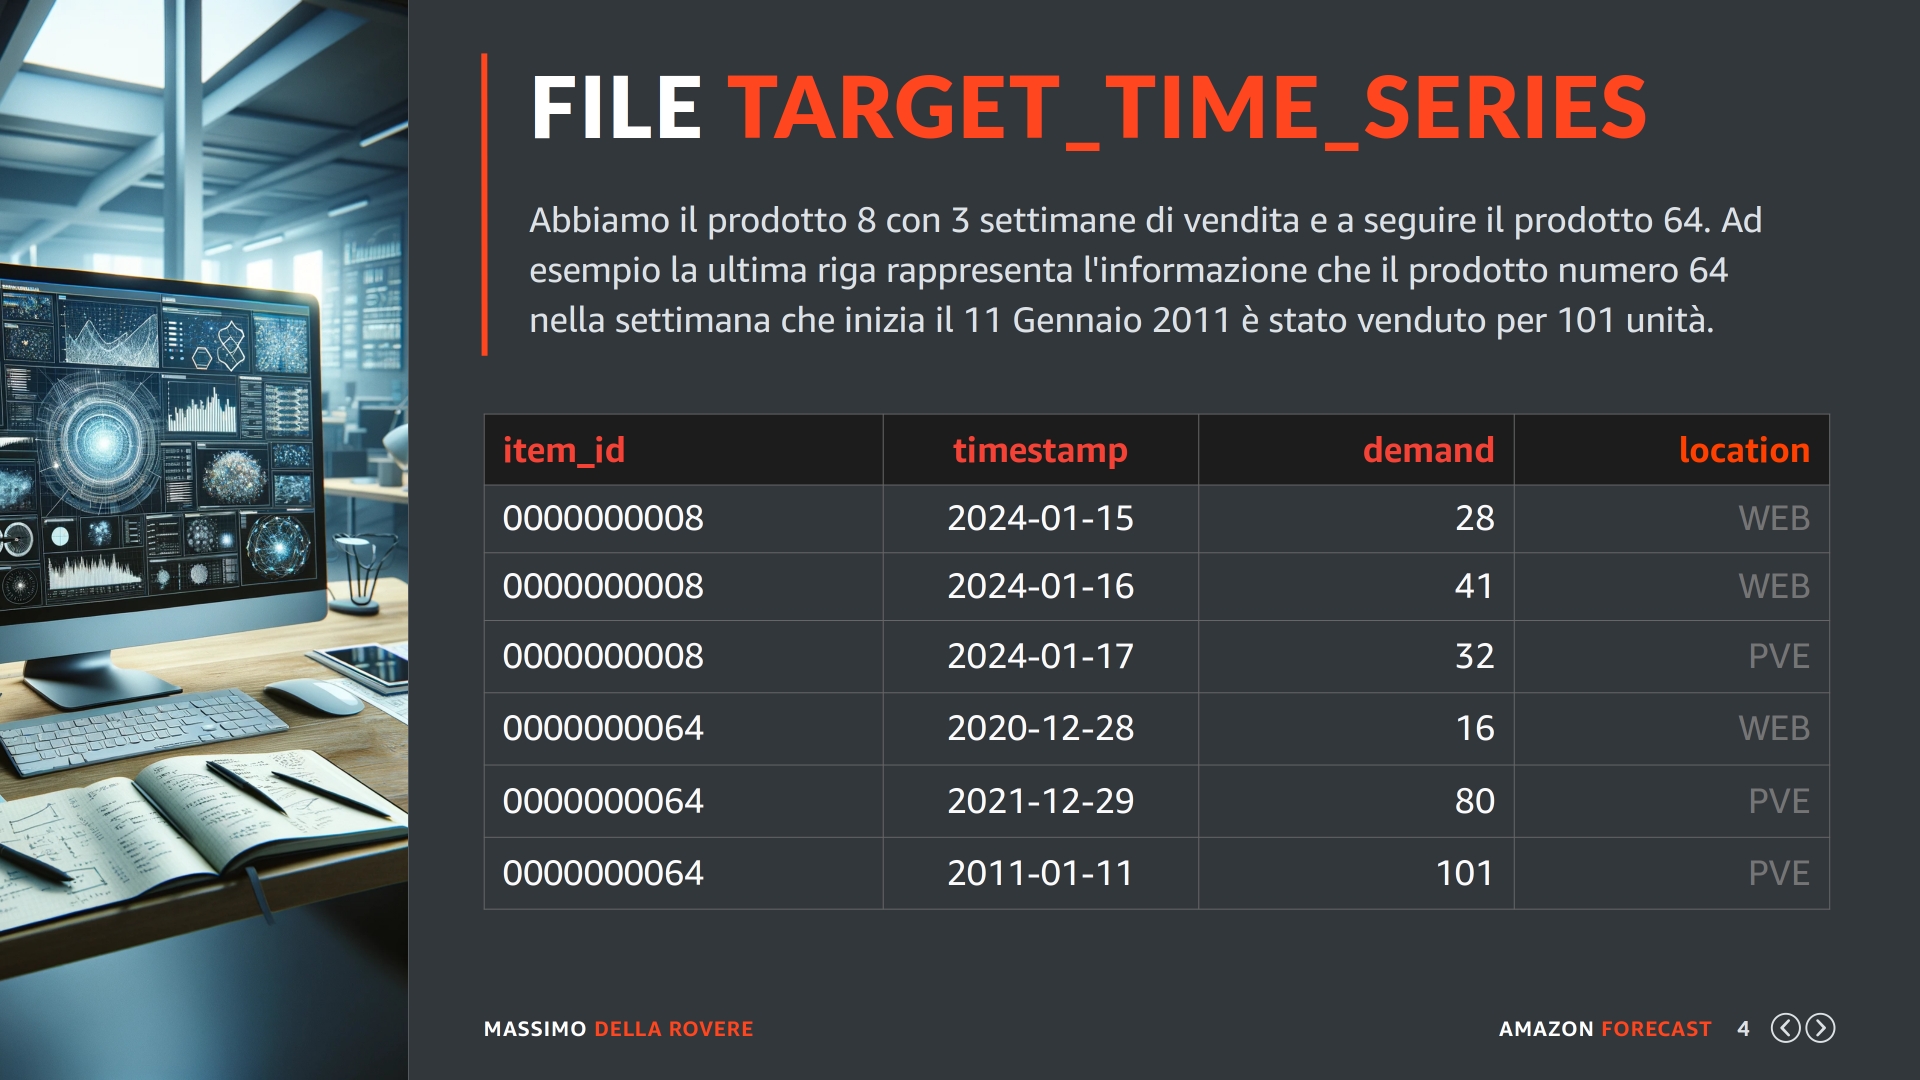 FILE TARGET_TIME_SERIES
Abbiamo il prodotto 8 con 3 settimane di vendita e a seguire il prodotto 64. Ad
esempio la ultima riga rappresenta l'informazione che il prodotto numero 64
nella settimana che inizia il 11 Gennaio 2011 è stato venduto per 101 unità.
item_id timestamp demand location
0000000008 2024-01-15 28 WEB
0000000008 2024-01-16 41 WEB
0000000008 2024-01-17 32 PVE
0000000064 2020-12-28 16 WEB
0000000064 2021-12-29 80 PVE
0000000064 2011-01-11 101 PVE
MASSIMO DELLA ROVERE
AMAZON FORECAST 4